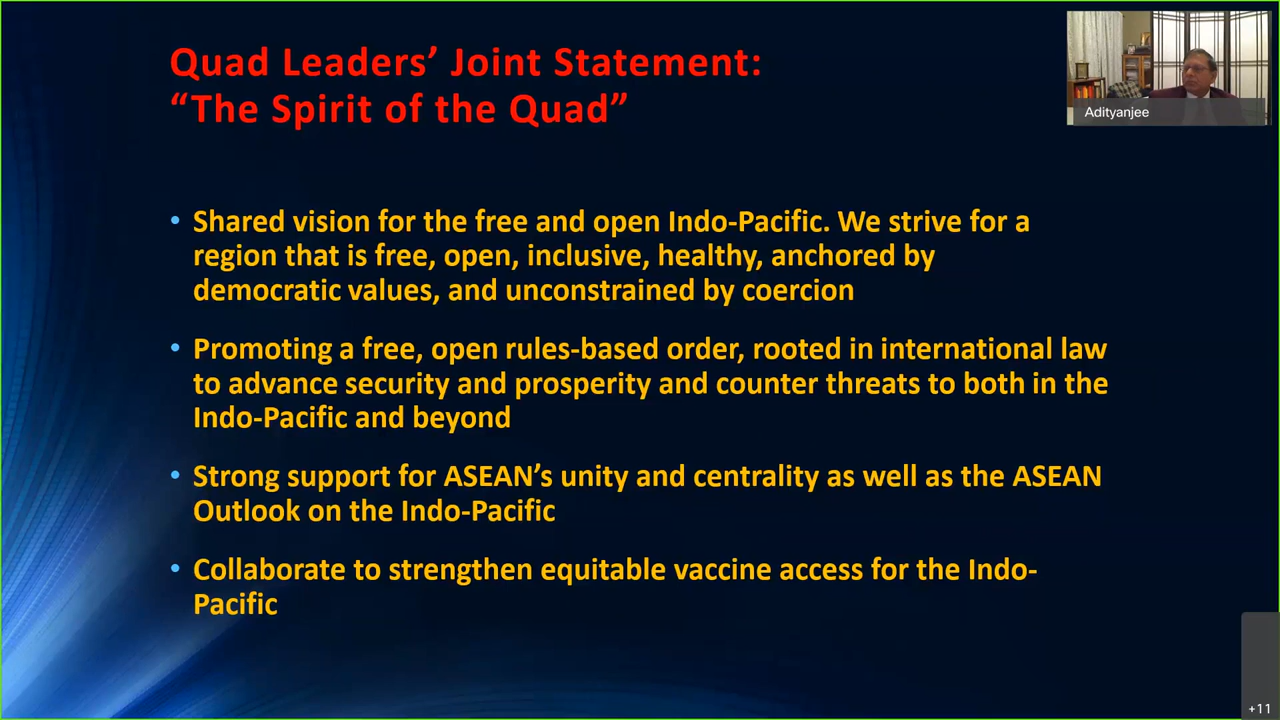 Quad Leaders’ Joint Statement:
“The Spirit of the Quad”
Adityanjee
• Shared vision for the free and open Indo-Pacific. We strive for a
region that is free, open, inclusive, healthy, anchored by
democratic values, and unconstrained by coercion
• Promoting a free, open rules-based order, rooted in international law
to advance security and prosperity and counter threats to both in the
Indo-Pacific and beyond
• Strong support for ASEAN’s unity and centrality as well as the ASEAN
Outlook on the Indo-Pacific
• Collaborate to strengthen equitable vaccine access for the Indo-
Pacific
+11